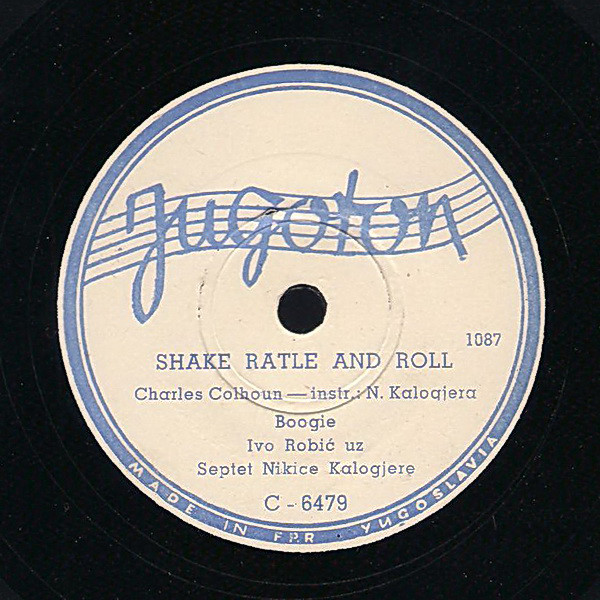 Jugoton
1087
SHAKE RATLE AND ROLL
Charles Colhoun — instr.: N. Kalogjera
Boogie
Ivo Robić uz
Septet Nikice Kalogjere
C - 6479
MADE IN FPR YUGOSLAVIA